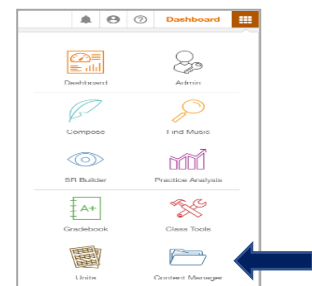 Dashboard
Dashboard Admin
Compose Find Music
SR Builder Practice Analysis
A+
Gradebook Class Tools
Units Content Manager